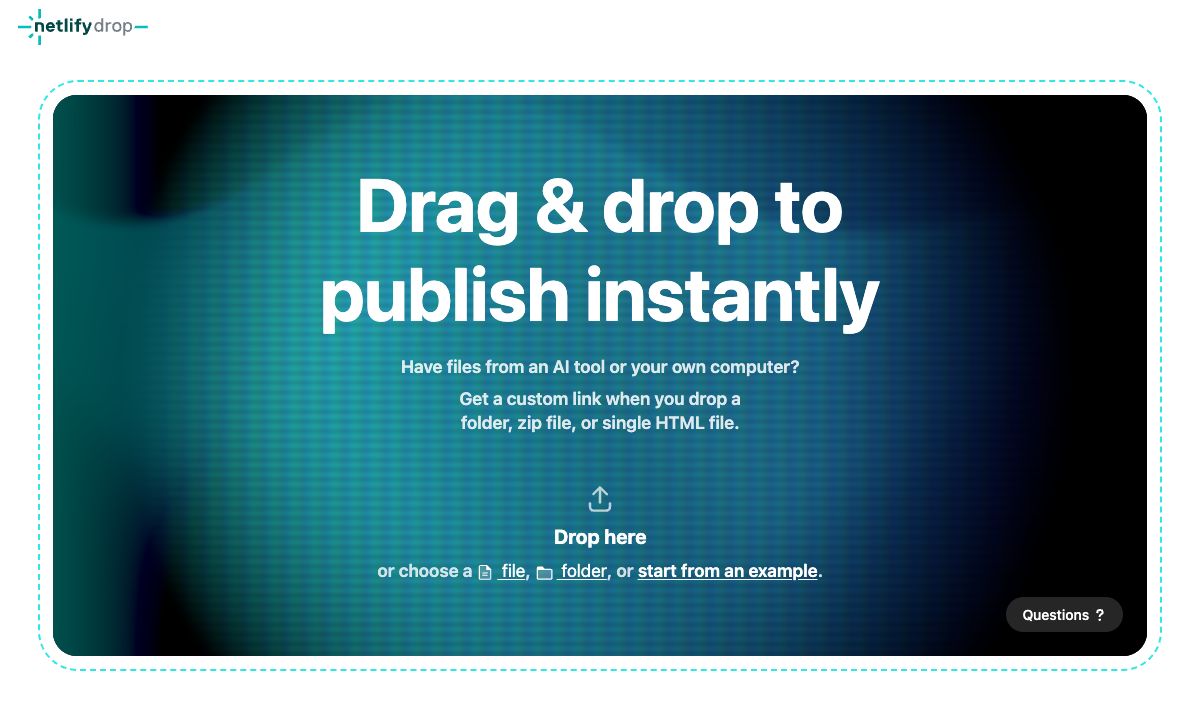 netlify drop
Drag & drop to
publish instantly
Have files from an AI tool or your own computer?
Get a custom link when you drop a
folder, zip file, or single HTML file.
Drop here
or choose a file, folder, or start from an example.
Questions ?